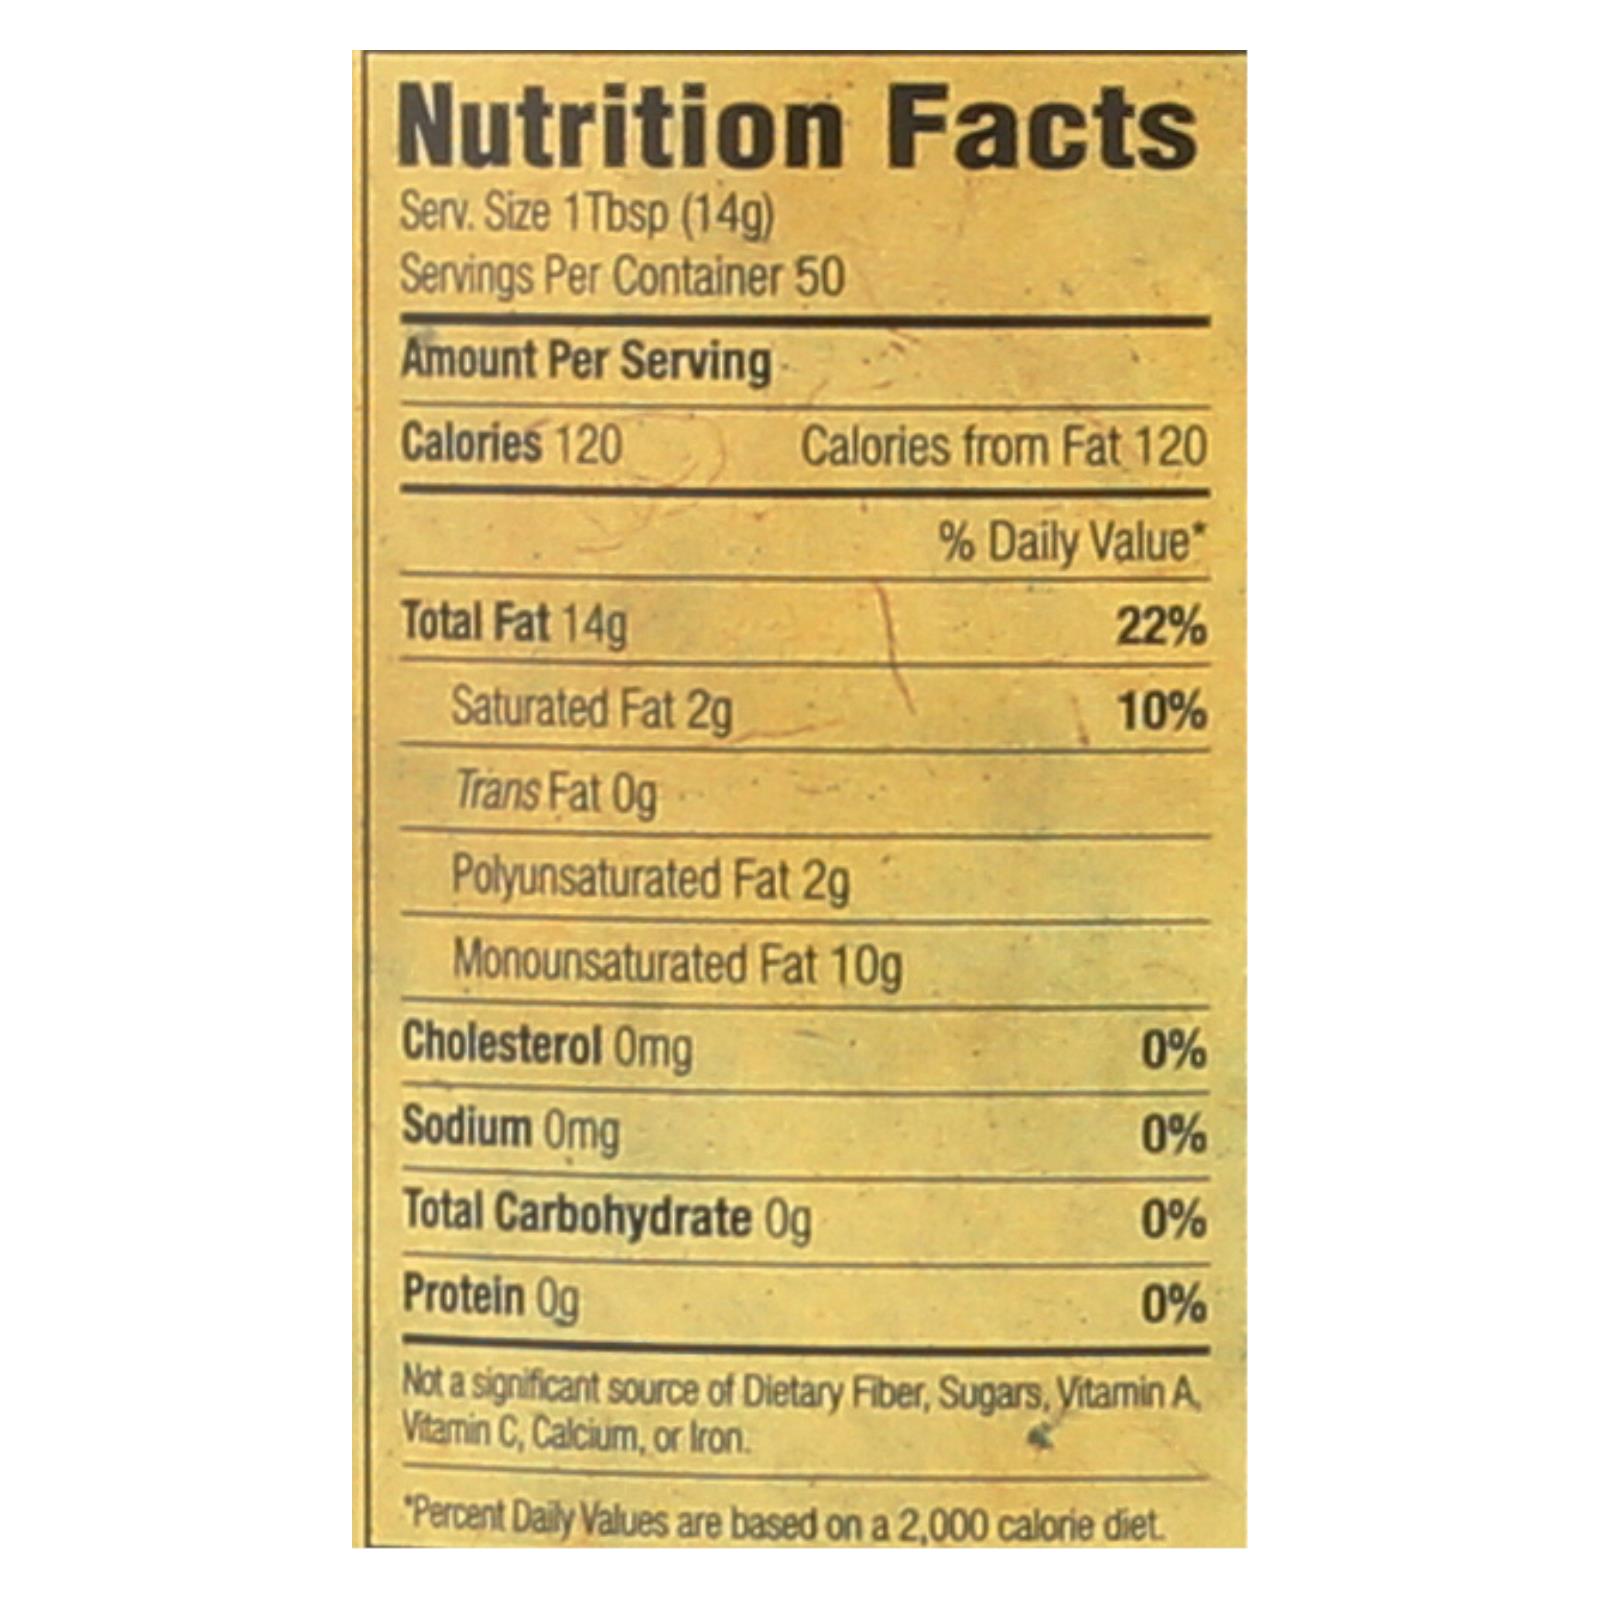 Nutrition Facts
Serv. Size 1 Tbsp (14g)
Servings Per Container 50
Amount Per Serving
Calories 120 Calories from Fat 120
% Daily Value*
Total Fat 14g 22%
Saturated Fat 2g 10%
Trans Fat 0g
Polyunsaturated Fat 2g
Monounsaturated Fat 10g
Cholesterol 0mg 0%
Sodium 0mg 0%
Total Carbohydrate 0g 0%
Protein 0g 0%
Not a significant source of Dietary Fiber, Sugars, Vitamin A,
Vitamin C, Calcium, or Iron.
*Percent Daily Values are based on a 2,000 calorie diet.